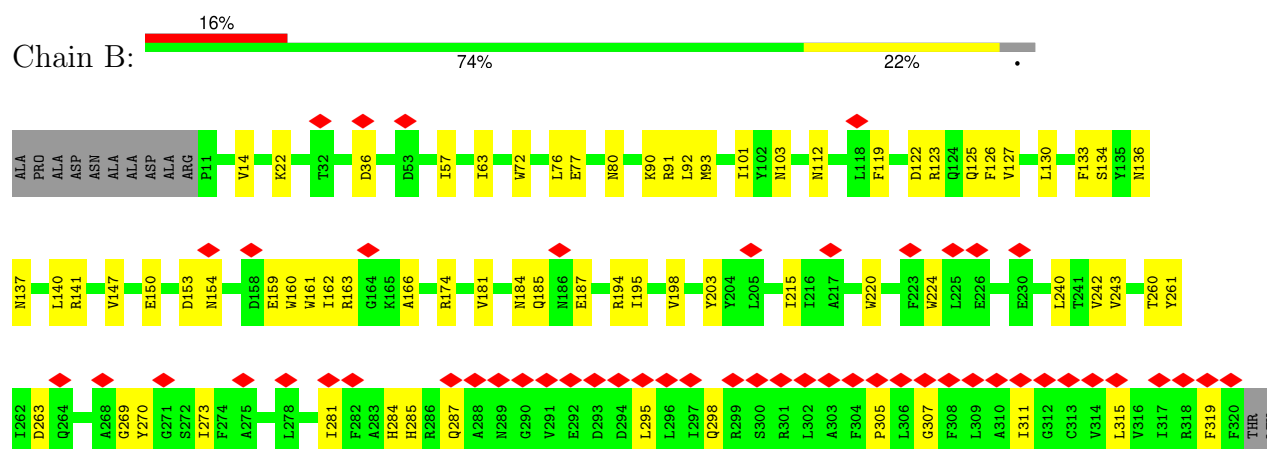 16%
Chain B:
74% 22% •
ALA PRO ALA ASP ASN ALA ALA ASP ALA ARG P11 V14 K22 T32 D36 D53 I57 I63 W72 L76 E77 N80 K90 R91 L92 M93 I101 Y102 N103 N112 L118 F119 D122 R123 Q124 Q125 F126 V127 L130 F133 S134 Y135 N136
N137 L140 R141 V147 E150 D153 N154 D158 E159 W160 W161 I162 R163 G164 K165 A166 R174 V181 N184 Q185 N186 E187 R194 I195 V198 Y203 Y204 L205 I215 I216 A217 W220 F223 W224 L225 E226 E230 L240 T241 V242 V243 T260 Y261
I262 D263 Q264 A268 G269 Y270 G271 S272 I273 F274 A275 L278 I281 F282 A283 H284 H285 R286 Q287 A288 N289 G290 V291 E292 D293 D294 L295 L296 I297 Q298 R299 S300 R301 L302 A303 F304 P305 L306 G307 F308 L309 A310 I311 G312 C313 V314 L315 V316 I317 R318 F319 F320 THR